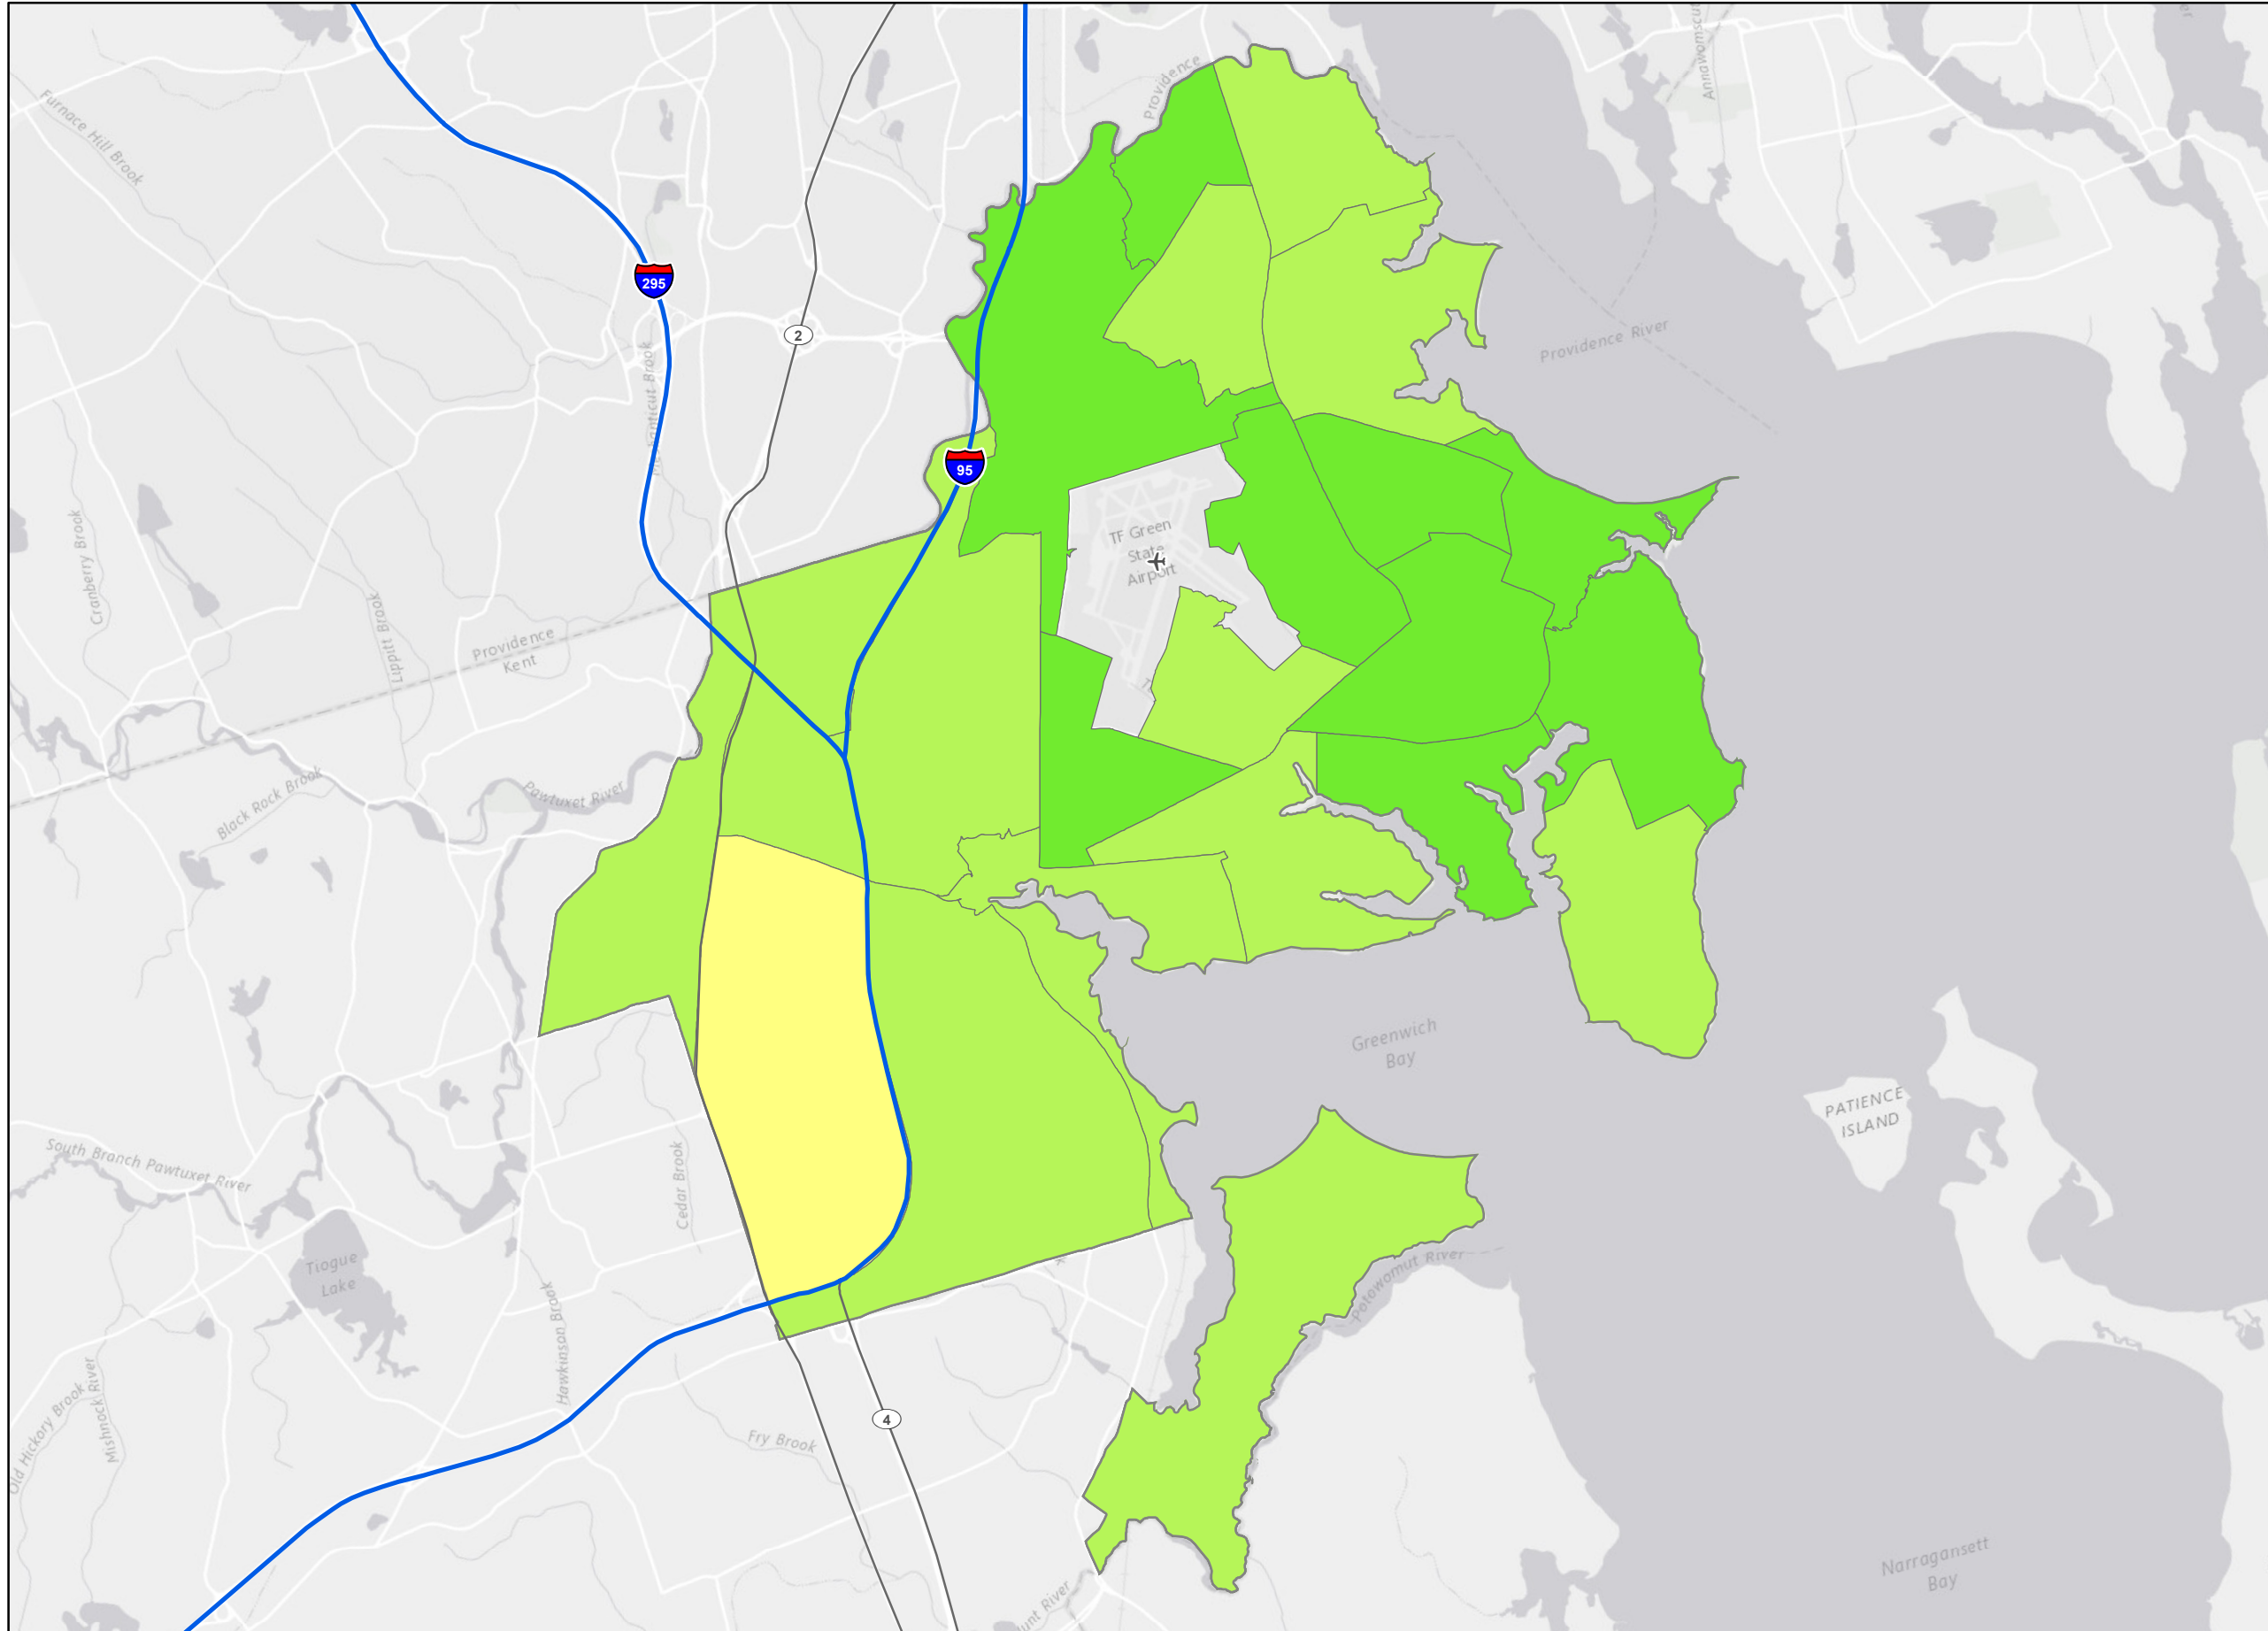 Furnace Hill Brook
Providence
295
2
Providence River
95
TF Green
State
Airport
Cranberry Brook
Lippitt Brook
Providence
Kent
Pawtuxet River
Black Rock Brook
Greenwich
Bay
PATIENCE
ISLAND
South Branch Pawtuxet River
Cedar Brook
Tiogue
Lake
Potowomut River
Hawkinson Brook
Mishnock River
Old Hickory Brook
4
Fry Brook
Narragansett
Bay